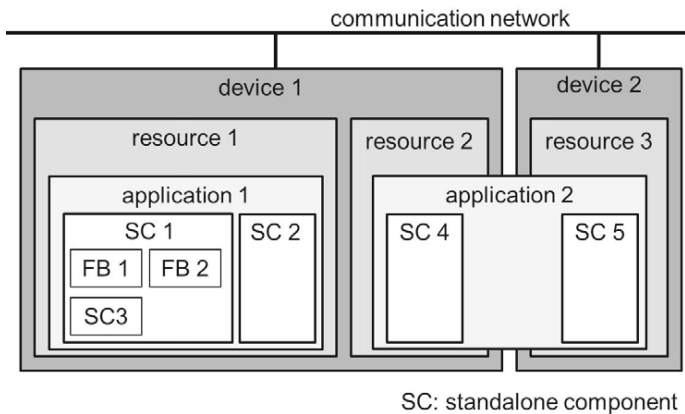 communication network
device 1
device 2
resource 1
resource 2
resource 3
application 1
application 2
SC 1
SC 2
SC 4
SC 5
FB 1
FB 2
SC3
SC: standalone component